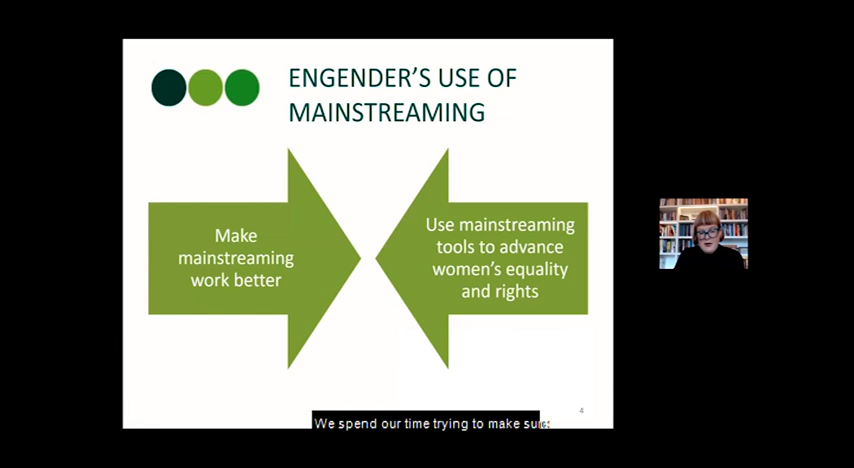 ENGENDER'S USE OF
MAINSTREAMING
Make
mainstreaming
work better
Use mainstreaming
tools to advance
women's equality
and rights
4
We spend our time trying to make sure